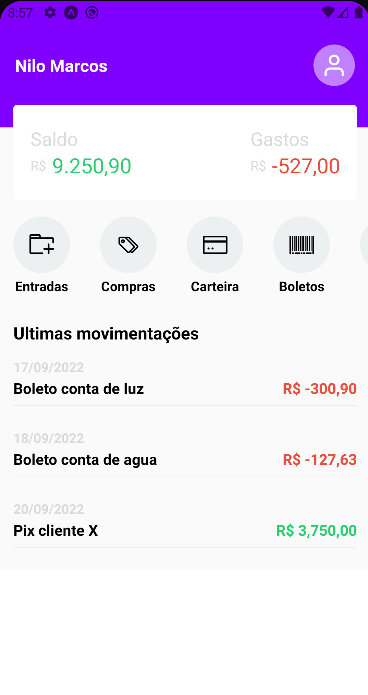 8:57
Nilo Marcos
Saldo Gastos
R$ 9.250,90 R$ -527,00
Entradas Compras Carteira Boletos
Ultimas movimentações
17/09/2022
Boleto conta de luz R$ -300,90
18/09/2022
Boleto conta de agua R$ -127,63
20/09/2022
Pix cliente X R$ 3,750,00